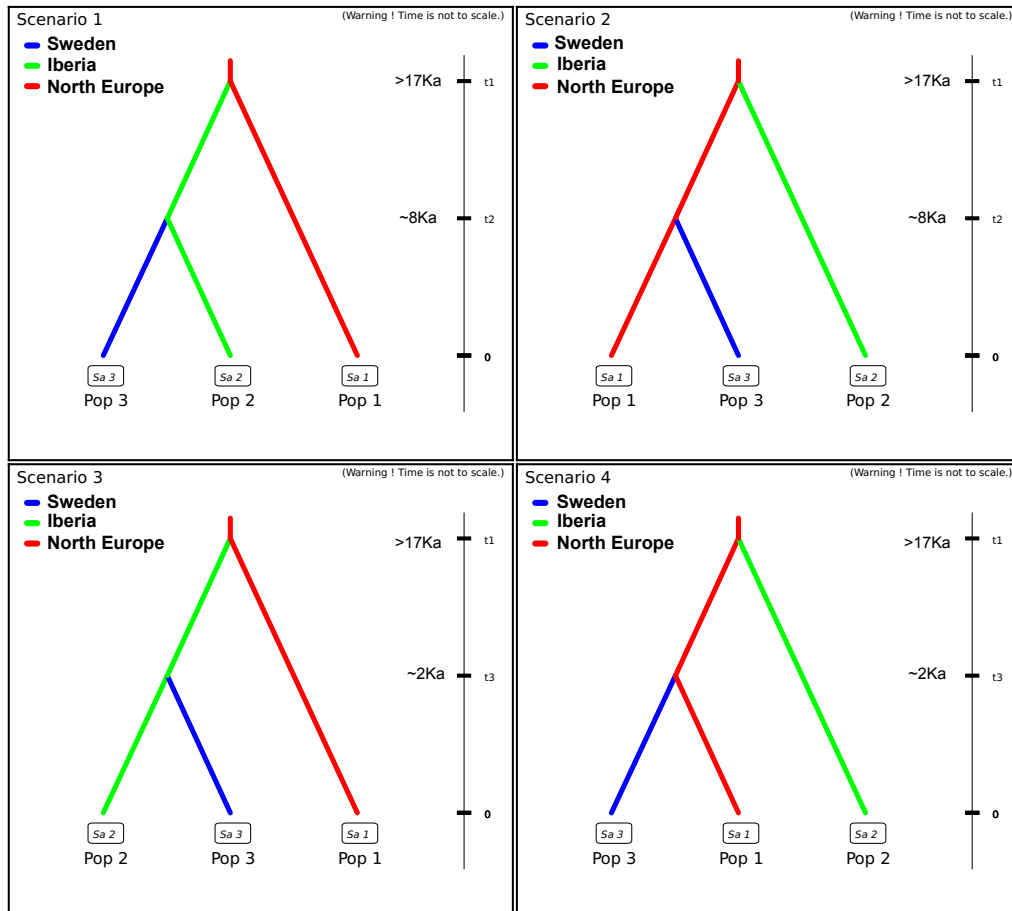 Scenario 1 (Warning ! Time is not to scale.)
Sweden
Iberia
North Europe
>17Ka t1
~8Ka t2
0
Sa 3 Sa 2 Sa 1
Pop 3 Pop 2 Pop 1
Scenario 2 (Warning ! Time is not to scale.)
Sweden
Iberia
North Europe
>17Ka t1
~8Ka t2
0
Sa 1 Sa 3 Sa 2
Pop 1 Pop 3 Pop 2
Scenario 3 (Warning ! Time is not to scale.)
Sweden
Iberia
North Europe
>17Ka t1
~2Ka t3
0
Sa 2 Sa 3 Sa 1
Pop 2 Pop 3 Pop 1
Scenario 4 (Warning ! Time is not to scale.)
Sweden
Iberia
North Europe
>17Ka t1
~2Ka t3
0
Sa 3 Sa 1 Sa 2
Pop 3 Pop 1 Pop 2